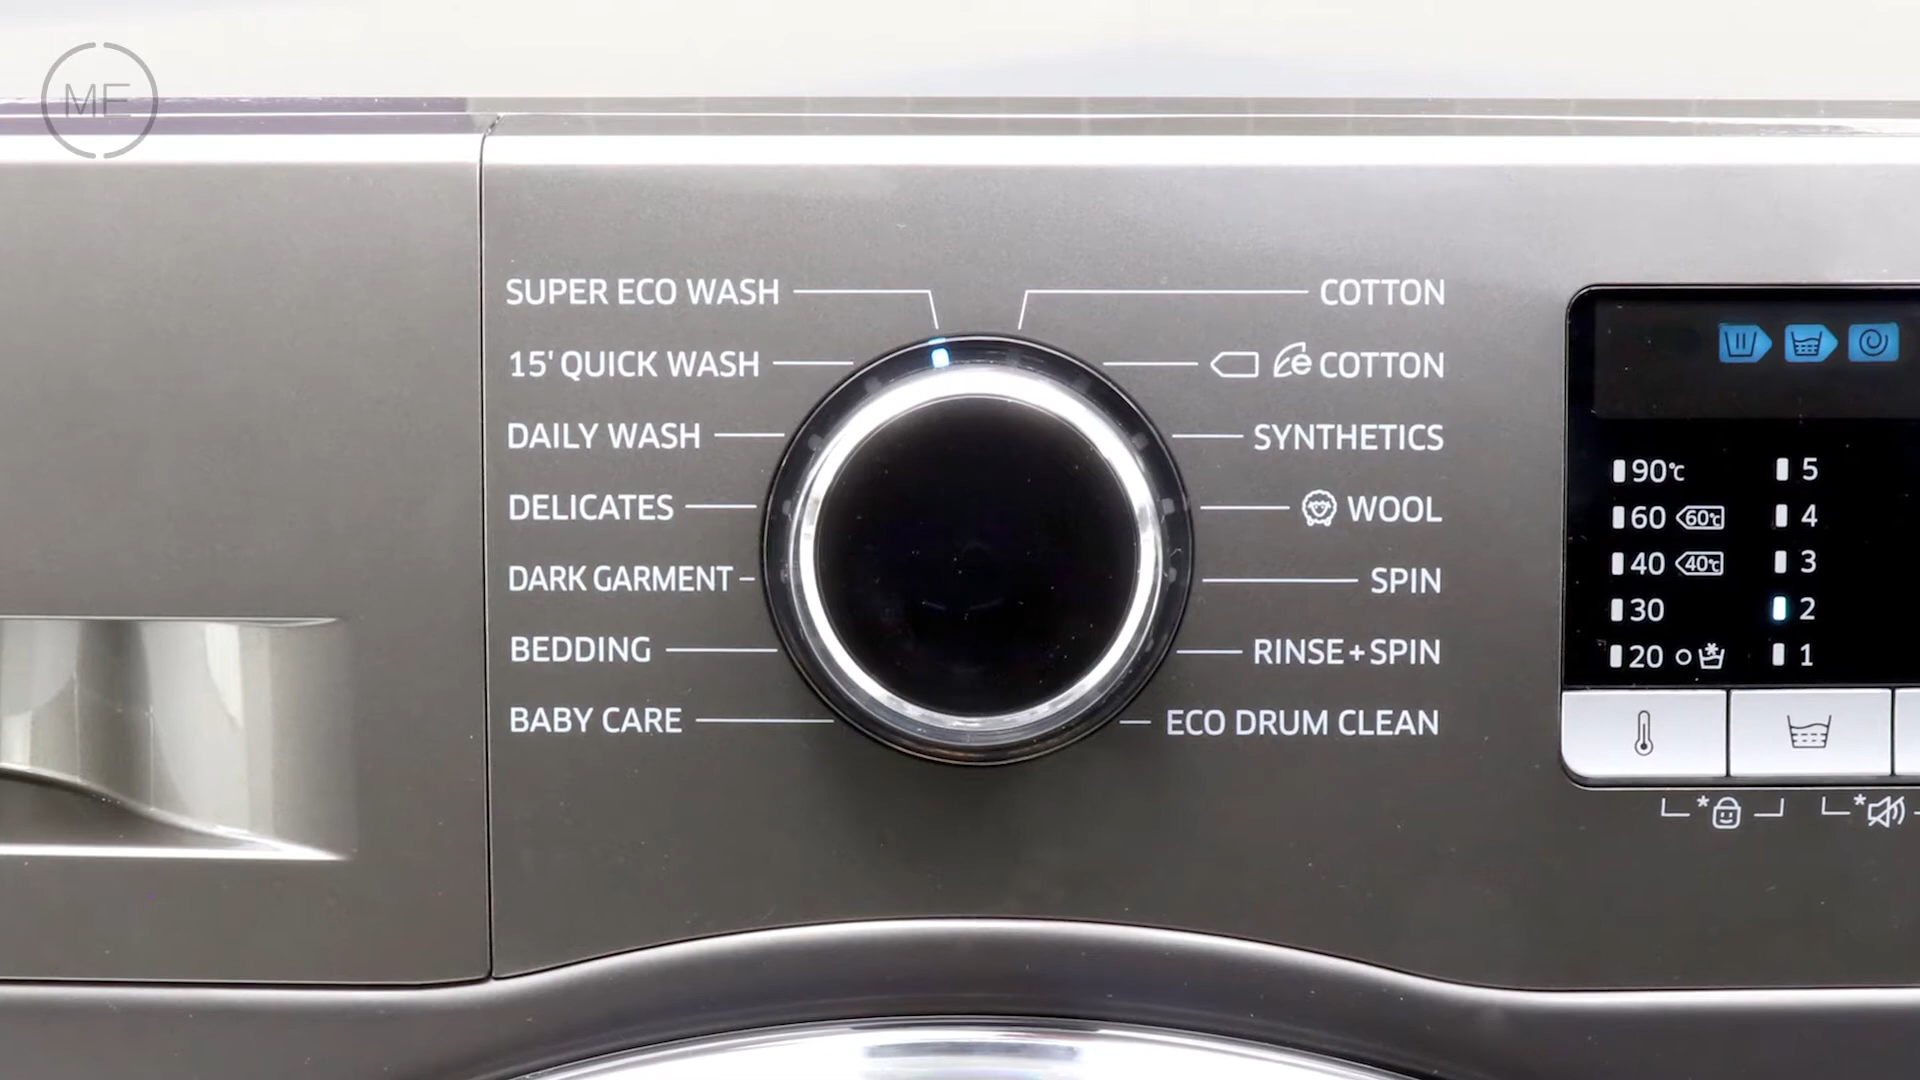 MF
SUPER ECO WASH
15' QUICK WASH
DAILY WASH
DELICATES
DARK GARMENT
BEDDING
BABY CARE
COTTON
e COTTON
SYNTHETICS
WOOL
SPIN
RINSE+SPIN
ECO DRUM CLEAN
90℃ 5
60 60℃ 4
40 40℃ 3
30 2
20 1